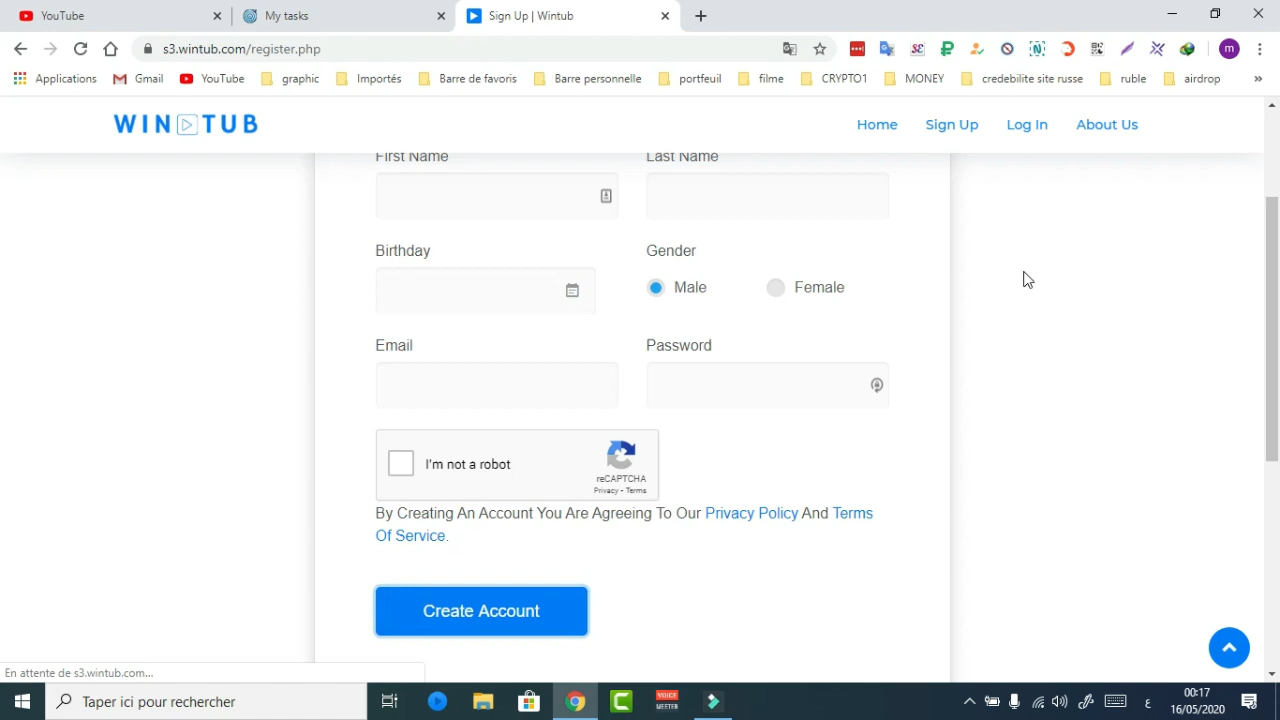 YouTube
My tasks
Sign Up | Wintub
s3.wintub.com/register.php
Applications Gmail YouTube graphic Importés Barre de favoris Barre personnelle portfeuil filme CRYPTO1 MONEY credebilite site russe ruble airdrop »
WIN TUB
Home Sign Up Log In About Us
First Name Last Name
Birthday Gender
Male Female
Email Password
I'm not a robot
reCAPTCHA
Privacy - Terms
By Creating An Account You Are Agreeing To Our Privacy Policy And Terms
Of Service.
Create Account
En attente de s3.wintub.com...
Taper ici pour rechercher
VOICE
MEETER
ع
00:17
16/05/2020